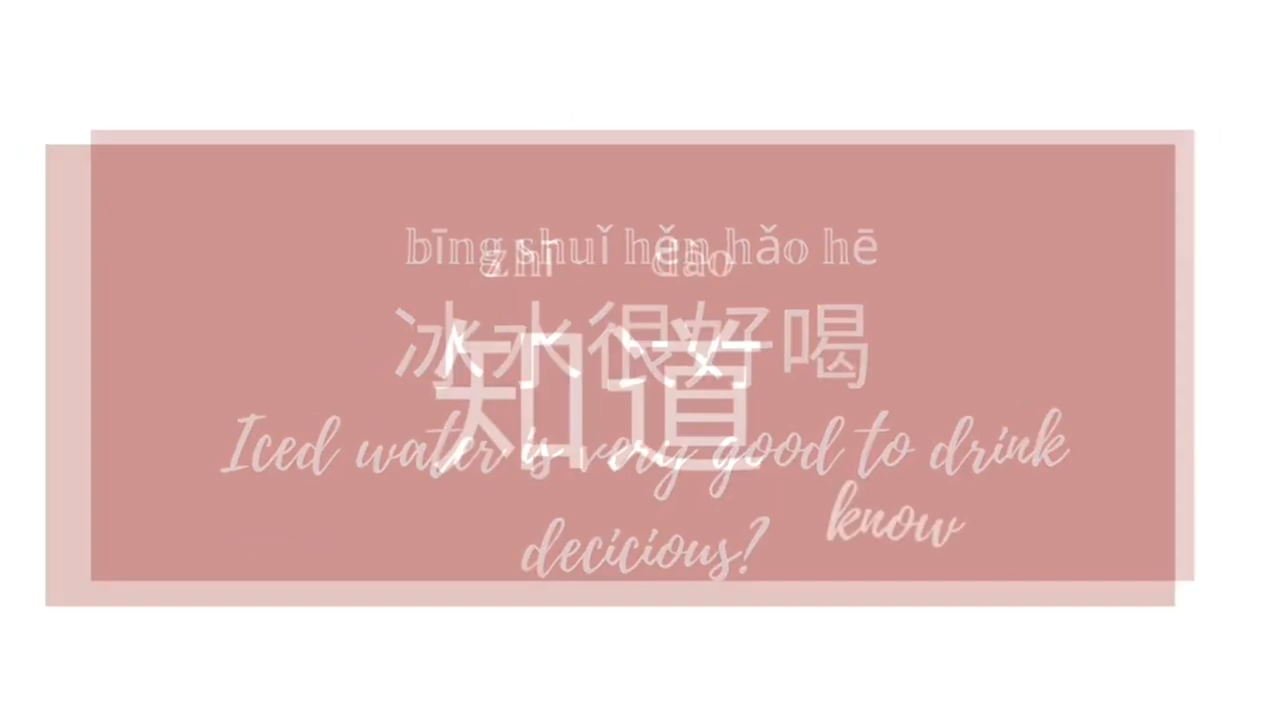 bīng shuǐ hěn hǎo hē
zhī dào
冰水很好喝
知道
Iced water is very good to drink
know
decicious?